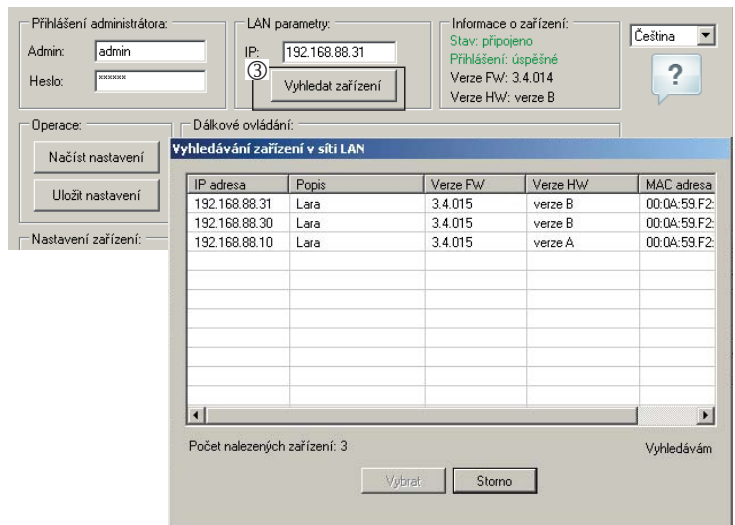 Přihlášení administrátora:
Admin: admin
Heslo: xxxxxx
LAN parametry:
IP: 192.168.88.31
③
Vyhledat zařízení
Informace o zařízení:
Stav: připojeno
Přihlášení: úspěšné
Verze FW: 3.4.014
Verze HW: verze B
Čeština
?
Operace:
Načíst nastavení
Uložit nastavení
Nastavení zařízení:
Dálkové ovládání:
Vyhledávání zařízení v síti LAN
IP adresa Popis Verze FW Verze HW MAC adresa
192.168.88.31 Lara 3.4.015 verze B 00:0A:59:F2:
192.168.88.30 Lara 3.4.015 verze B 00:0A:59:F2:
192.168.88.10 Lara 3.4.015 verze A 00:0A:59:F2:
Počet nalezených zařízení: 3
Vyhledávám
Vybrat Storno